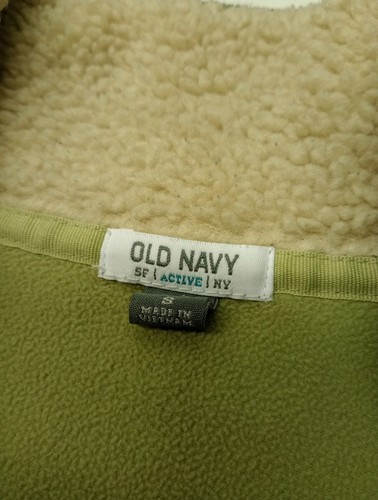 OLD NAVY
SF | ACTIVE | NY
S
MADE IN
VIETNAM